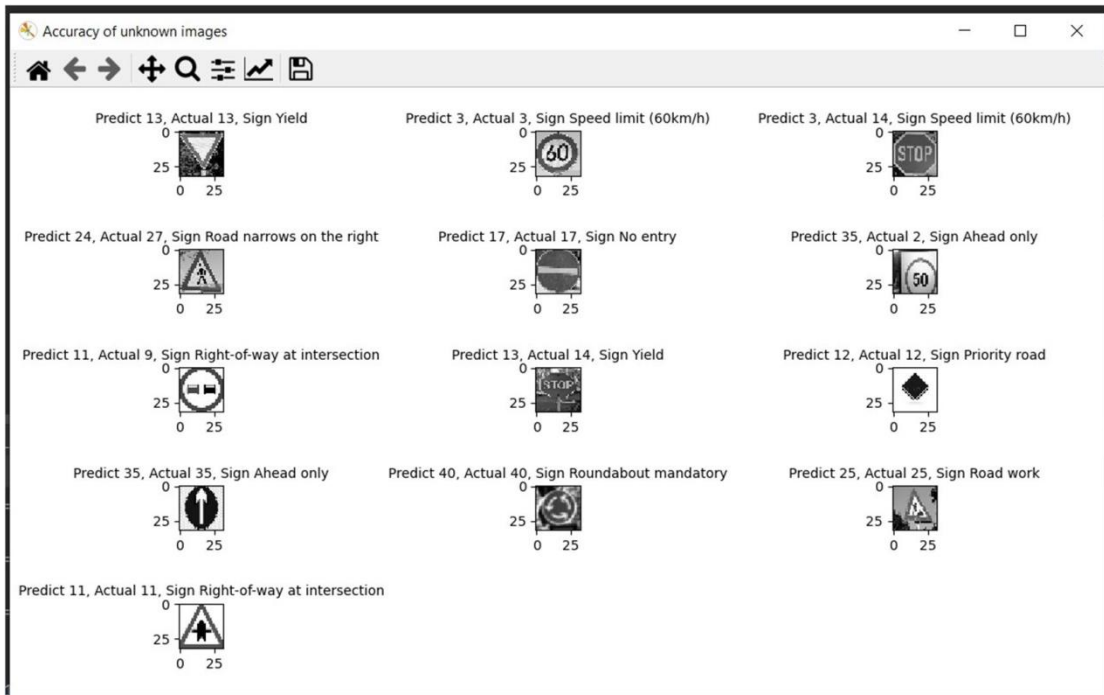 Accuracy of unknown images
Predict 13, Actual 13, Sign Yield
0
25
0 25
Predict 3, Actual 3, Sign Speed limit (60km/h)
0
60
25
0 25
Predict 3, Actual 14, Sign Speed limit (60km/h)
0
STOP
25
0 25
Predict 24, Actual 27, Sign Road narrows on the right
0
25
0 25
Predict 17, Actual 17, Sign No entry
0
25
0 25
Predict 35, Actual 2, Sign Ahead only
0
50
25
0 25
Predict 11, Actual 9, Sign Right-of-way at intersection
0
25
0 25
Predict 13, Actual 14, Sign Yield
0
STOP
25
0 25
Predict 12, Actual 12, Sign Priority road
0
25
0 25
Predict 35, Actual 35, Sign Ahead only
0
25
0 25
Predict 40, Actual 40, Sign Roundabout mandatory
0
25
0 25
Predict 25, Actual 25, Sign Road work
0
25
0 25
Predict 11, Actual 11, Sign Right-of-way at intersection
0
25
0 25